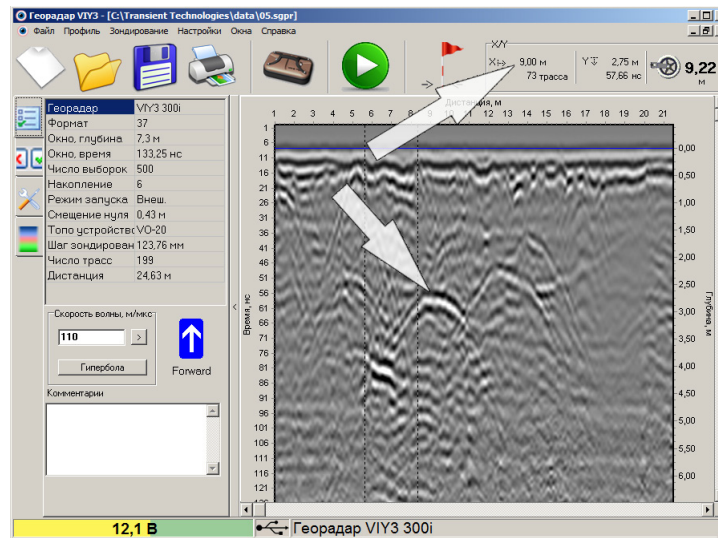 Георадар VIY3 - [C:\Transient Technologies\data\05.sgpr]
Файл Профиль Зондирование Настройки Окна Справка
X/Y
X 9,00 м Y 2,75 м
73 трасса 57,66 нс
9,22
м
Георадар VIY3 300i
Формат 37
Окно, глубина 7,3 м
Окно, время 133,25 нс
Число выборок 500
Накопление 6
Режим запуска Внеш.
Смещение нуля 0,43 м
Топо устройство VO-20
Шаг зондирован 123,76 мм
Число трасс 199
Дистанция 24,63 м
Скорость волны, м/мкс
110 >
Гипербола
Forward
Комментарии
Дистанция, м
1 2 3 4 5 6 7 8 9 10 11 12 13 14 15 16 17 18 19 20 21
Время, нс
1
6
11
16
21
26
31
36
41
46
51
56
61
66
71
76
81
86
91
96
101
106
111
116
121
0,00
0,50
1,00
1,50
2,00
2,50
3,00
3,50
4,00
4,50
5,00
5,50
6,00
Глубина, м
12,1 В
Георадар VIY3 300i